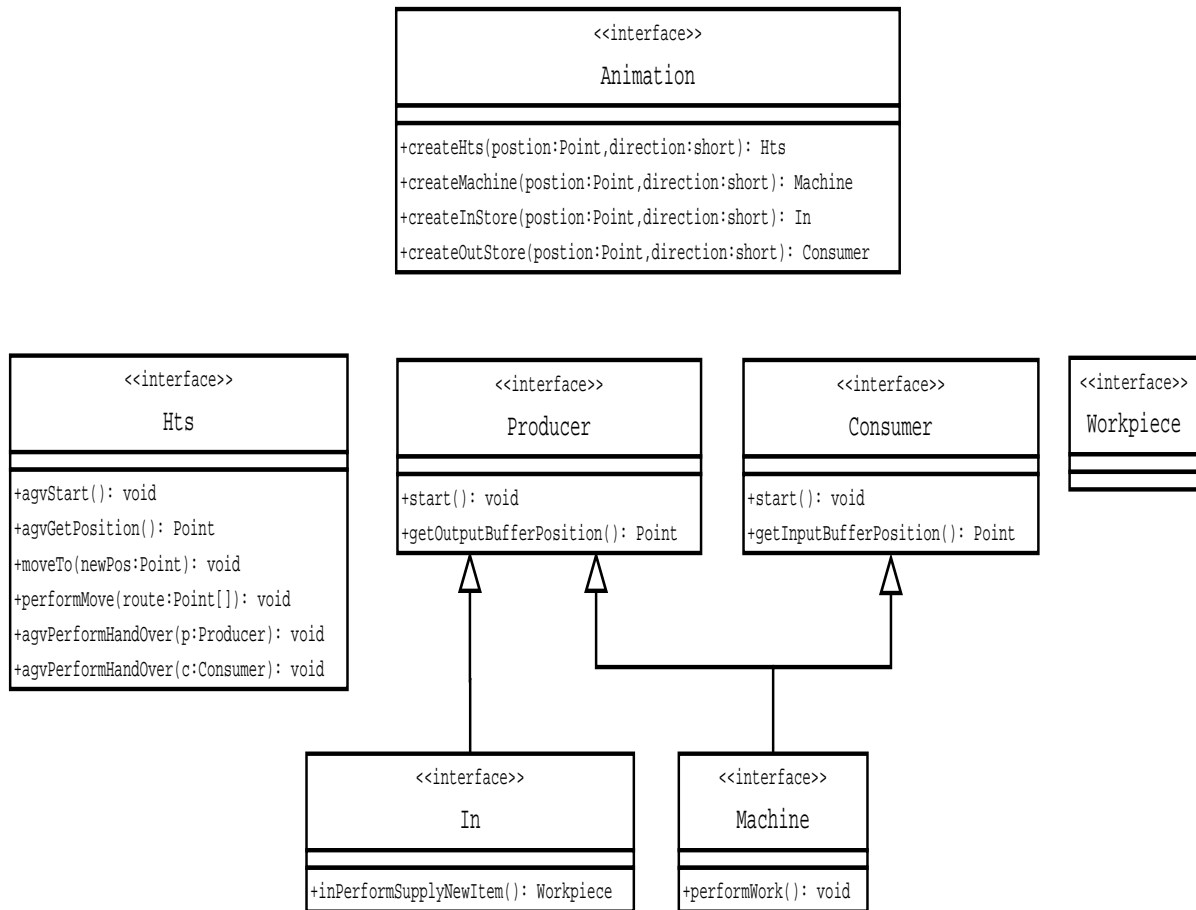 <<interface>>
Animation
+createHts(postion:Point,direction:short): Hts
+createMachine(postion:Point,direction:short): Machine
+createInStore(postion:Point,direction:short): In
+createOutStore(postion:Point,direction:short): Consumer
<<interface>>
Hts
+agvStart(): void
+agvGetPosition(): Point
+moveTo(newPos:Point): void
+performMove(route:Point[]): void
+agvPerformHandOver(p:Producer): void
+agvPerformHandOver(c:Consumer): void
<<interface>>
Producer
+start(): void
+getOutputBufferPosition(): Point
<<interface>>
Consumer
+start(): void
+getInputBufferPosition(): Point
<<interface>>
Workpiece
<<interface>>
In
+inPerformSupplyNewItem(): Workpiece
<<interface>>
Machine
+performWork(): void